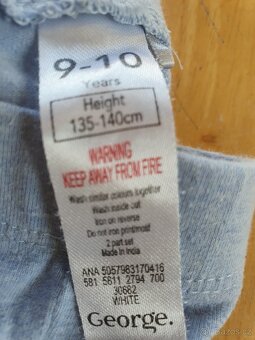 9-10
Years
Height
135-140cm
WARNING
KEEP AWAY FROM FIRE
Wash similar colours together
Wash inside out
Iron on reverse
Do not iron print/motif
2 part set
Made in India
ANA 5057983170416
581 5611 2794 700
30682
WHITE
George.